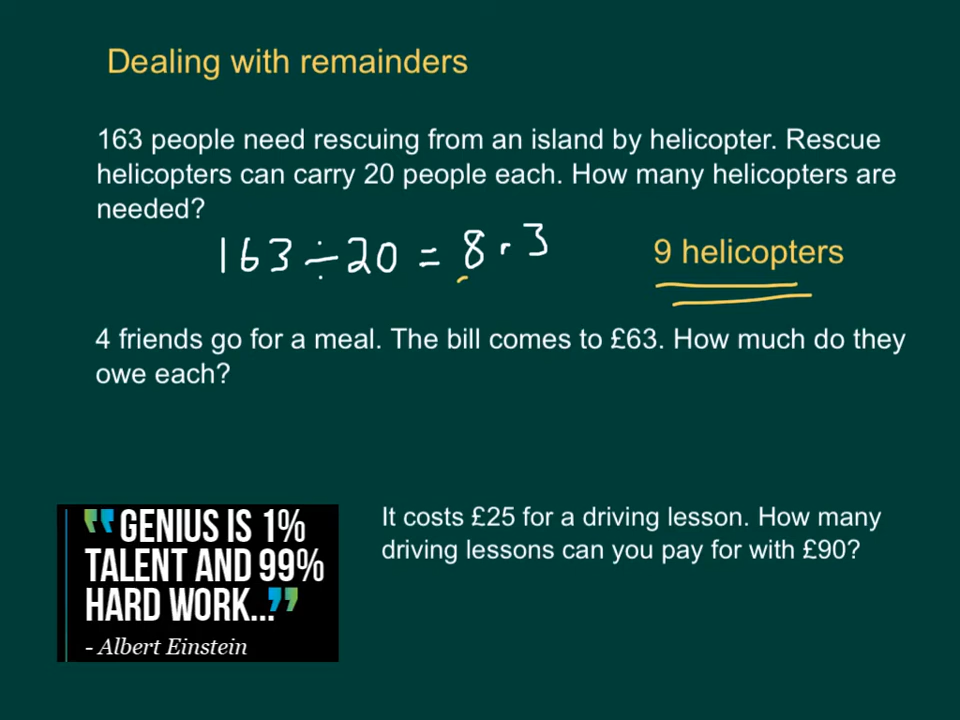 Dealing with remainders
163 people need rescuing from an island by helicopter. Rescue
helicopters can carry 20 people each. How many helicopters are
needed?
163 ÷ 20 = 8 r 3
9 helicopters
4 friends go for a meal. The bill comes to £63. How much do they
owe each?
“GENIUS IS 1%
TALENT AND 99%
HARD WORK...”
- Albert Einstein
It costs £25 for a driving lesson. How many
driving lessons can you pay for with £90?